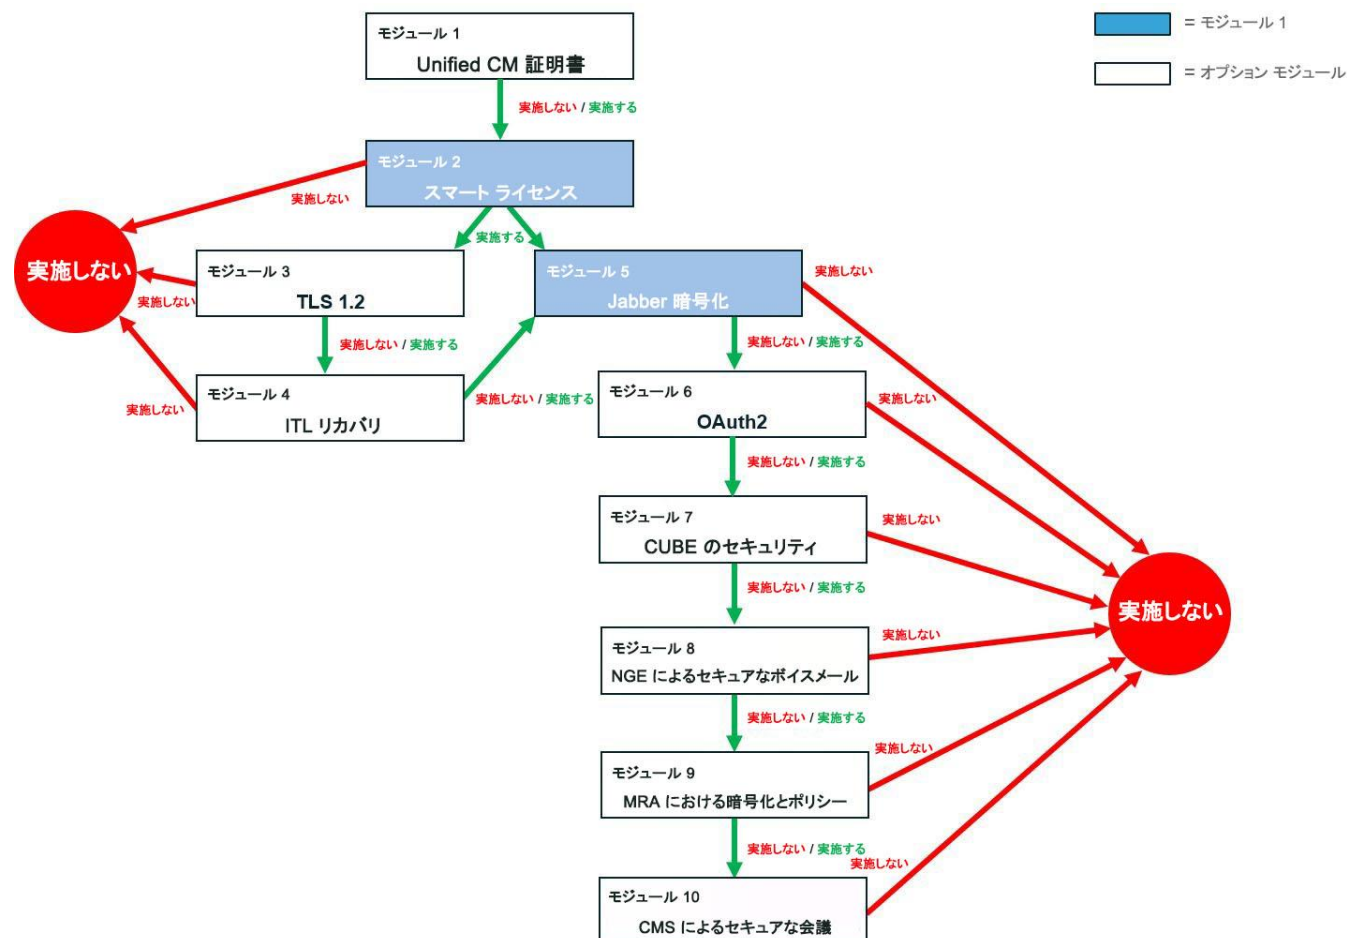 モジュール 1
Unified CM 証明書
= モジュール 1
= オプション モジュール
実施しない / 実施する
モジュール 2
スマート ライセンス
実施しない
実施する
実施しない
モジュール 3
TLS 1.2
実施しない
モジュール 5
Jabber 暗号化
実施しない
実施しない / 実施する
実施しない / 実施する
モジュール 4
ITL リカバリ
実施しない
実施しない / 実施する
モジュール 6
OAuth2
実施しない
実施しない / 実施する
モジュール 7
CUBE のセキュリティ
実施しない
実施しない / 実施する
実施しない
モジュール 8
NGE によるセキュアなボイスメール
実施しない
実施しない / 実施する
モジュール 9
MRA における暗号化とポリシー
実施しない
実施しない / 実施する
実施しない
モジュール 10
CMS によるセキュアな会議